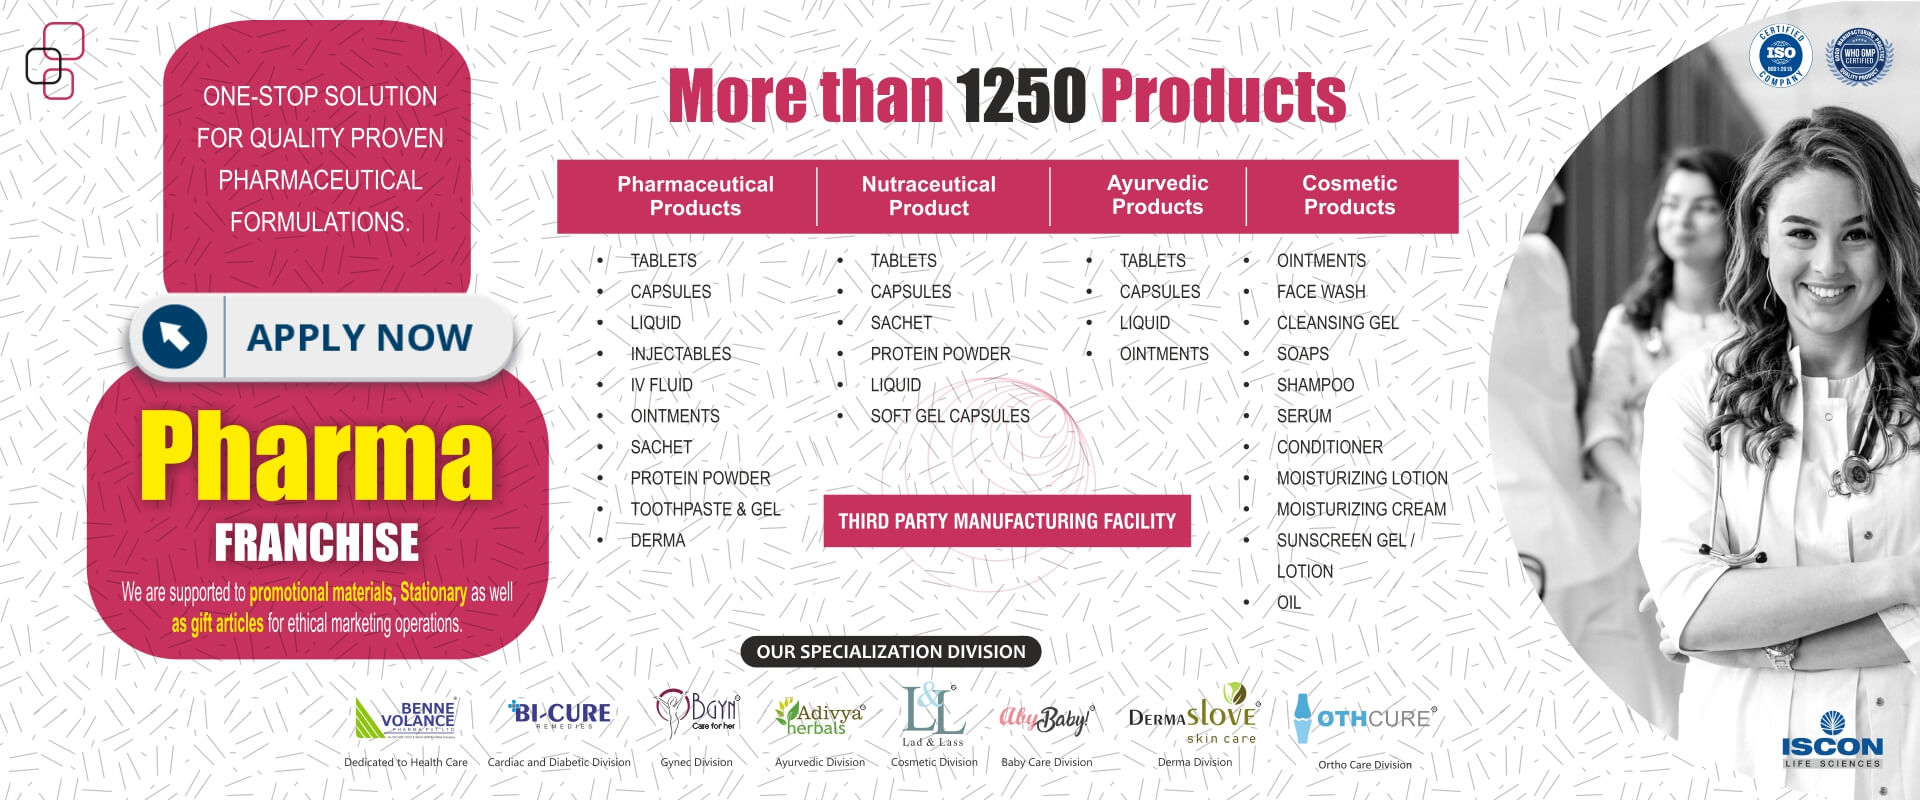 ONE-STOP SOLUTION
FOR QUALITY PROVEN
PHARMACEUTICAL
FORMULATIONS.
APPLY NOW
Pharma
FRANCHISE
We are supported to promotional materials, Stationary as well
as gift articles for ethical marketing operations.
More than 1250 Products
Pharmaceutical
Products
• TABLETS
• CAPSULES
• LIQUID
• INJECTABLES
• IV FLUID
• OINTMENTS
• SACHET
• PROTEIN POWDER
• TOOTHPASTE & GEL
• DERMA
Nutraceutical
Product
• TABLETS
• CAPSULES
• SACHET
• PROTEIN POWDER
• LIQUID
• SOFT GEL CAPSULES
Ayurvedic
Products
• TABLETS
• CAPSULES
• LIQUID
• OINTMENTS
Cosmetic
Products
• OINTMENTS
• FACE WASH
• CLEANSING GEL
• SOAPS
• SHAMPOO
• SERUM
• CONDITIONER
• MOISTURIZING LOTION
• MOISTURIZING CREAM
• SUNSCREEN GEL /
LOTION
• OIL
THIRD PARTY MANUFACTURING FACILITY
OUR SPECIALIZATION DIVISION
BENNE
VOLANCE
PHARMA PVT LTD
Dedicated to Health Care
BI-CURE
REMEDIES
Cardiac and Diabetic Division
BGYN
Care for her
Gynec Division
Adivya
herbals
Ayurvedic Division
L&L
Lad & Lass
Cosmetic Division
Aby Baby!
Baby Care Division
DERMASLOVE
skin care
Derma Division
OTHCURE
Ortho Care Division
CERTIFIED
ISO
9001:2015
COMPANY
GOOD MANUFACTURING PRACTICE
WHO GMP
CERTIFIED
QUALITY PRODUCT
ISCON
LIFE SCIENCES